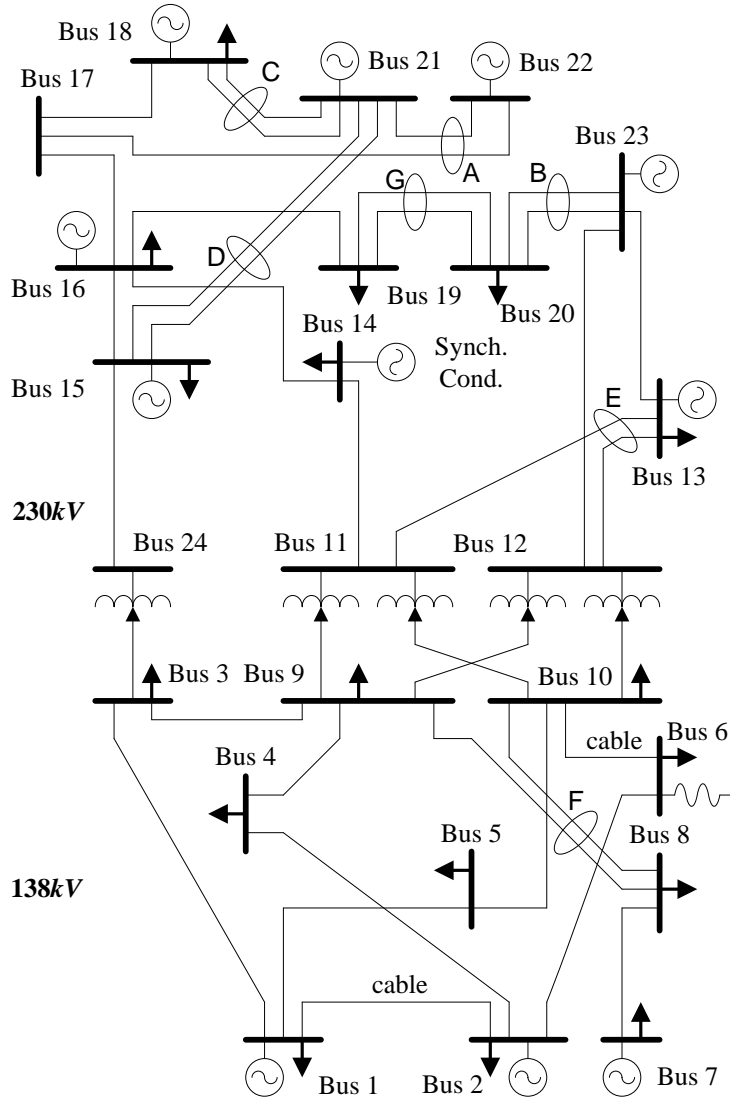 Bus 18
Bus 21
Bus 22
Bus 17
C
Bus 23
A
G
B
D
Bus 16
Bus 19
Bus 20
Bus 14
Synch.
Cond.
Bus 15
E
Bus 13
230kV
Bus 24
Bus 11
Bus 12
Bus 3
Bus 9
Bus 10
Bus 6
cable
Bus 4
F
Bus 5
Bus 8
138kV
cable
Bus 1
Bus 2
Bus 7